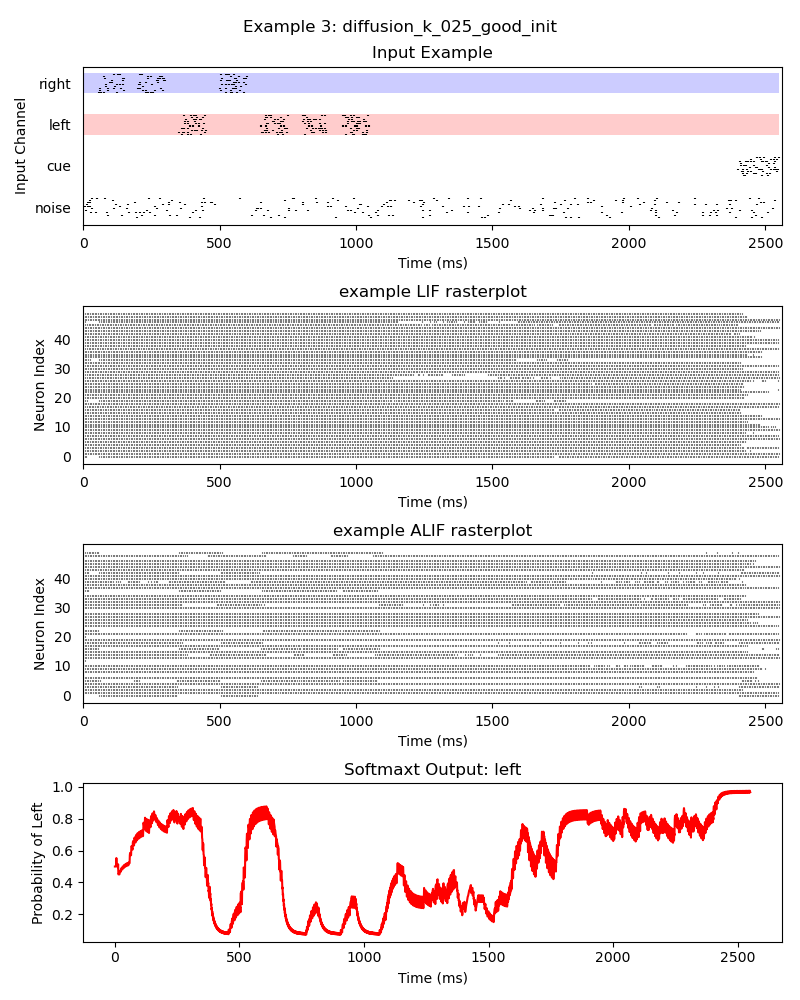 Example 3: diffusion_k_025_good_init
Input Example
Input Channel
right
left
cue
noise
0 500 1000 1500 2000 2500
Time (ms)
example LIF rasterplot
Neuron Index
40
30
20
10
0
0 500 1000 1500 2000 2500
Time (ms)
example ALIF rasterplot
Neuron Index
40
30
20
10
0
0 500 1000 1500 2000 2500
Time (ms)
Softmaxt Output: left
Probability of Left
1.0
0.8
0.6
0.4
0.2
0 500 1000 1500 2000 2500
Time (ms)